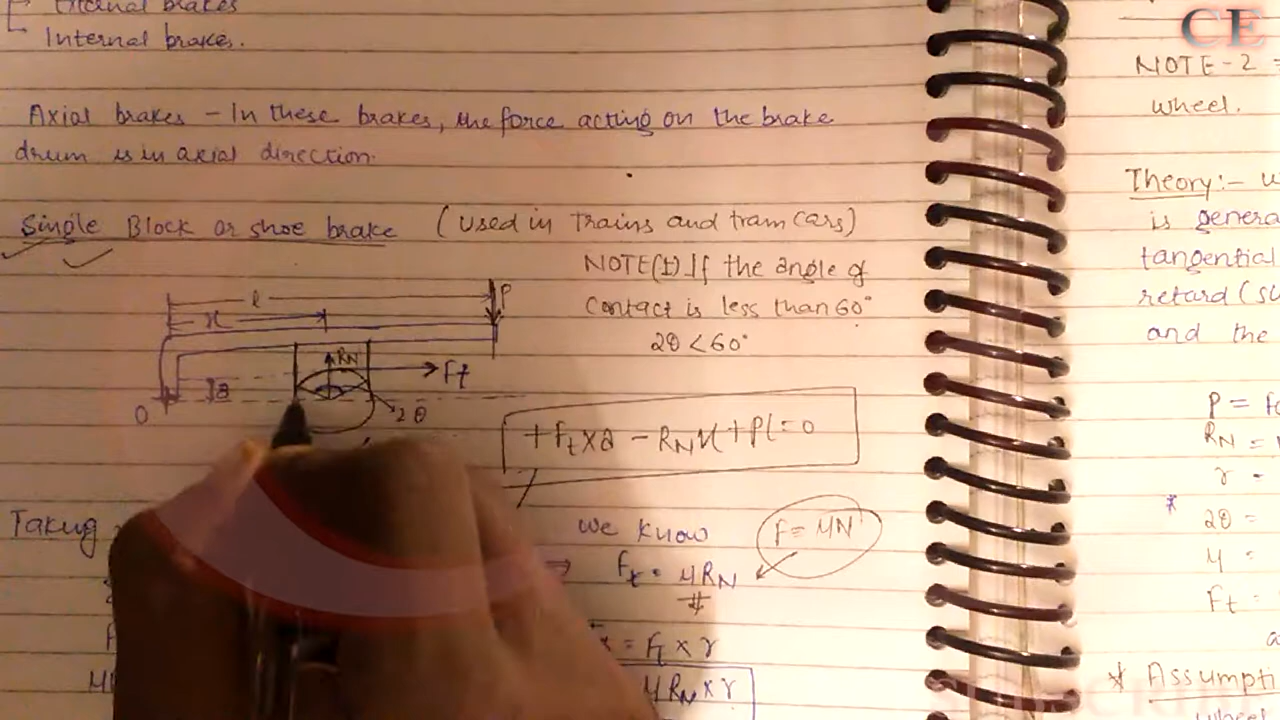 External brakes
Internal brakes.
Axial brakes - In these brakes, the force acting on the brake
drum is in axial direction.
Single Block or shoe brake (used in trains and tram cars)
NOTE(1) If the angle of
contact is less than 60°
2θ < 60°
l
x
P
RN
Ft
a
O
2θ
+Ft×a - RNx + Pl = 0
Taking
we know
F = μN
⇒ Ft = μRN
= Ft × r
μRN × r
CE
NOTE-2
wheel.
Theory:-
is genera
tangential
retard (
and the
P =
RN =
r =
* 2θ =
μ =
Ft =
* Assumpti